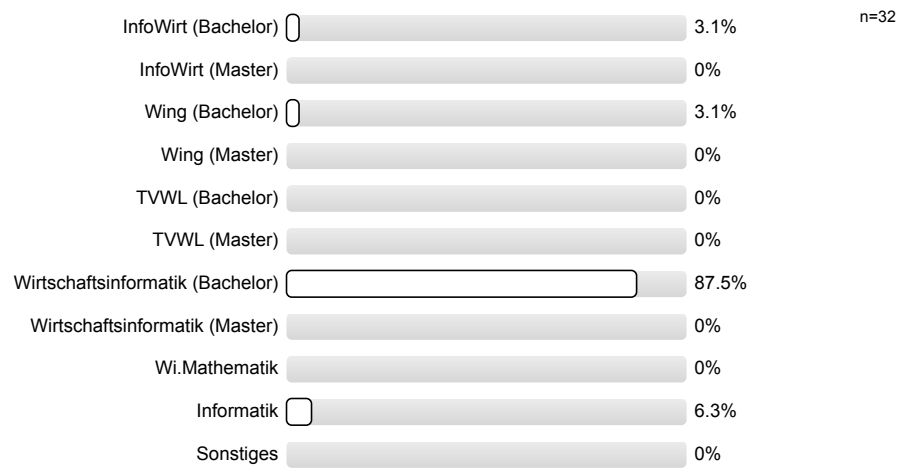 n=32
InfoWirt (Bachelor) 3.1%
InfoWirt (Master) 0%
Wing (Bachelor) 3.1%
Wing (Master) 0%
TVWL (Bachelor) 0%
TVWL (Master) 0%
Wirtschaftsinformatik (Bachelor) 87.5%
Wirtschaftsinformatik (Master) 0%
Wi.Mathematik 0%
Informatik 6.3%
Sonstiges 0%